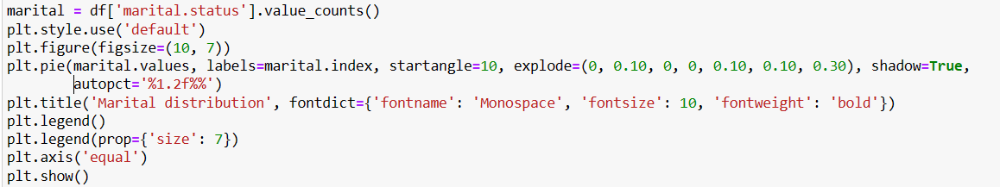 marital = df['marital.status'].value_counts()
plt.style.use('default')
plt.figure(figsize=(10, 7))
plt.pie(marital.values, labels=marital.index, startangle=10, explode=(0, 0.10, 0, 0, 0.10, 0.10, 0.30), shadow=True,
        autopct='%1.2f%%')
plt.title('Marital distribution', fontdict={'fontname': 'Monospace', 'fontsize': 10, 'fontweight': 'bold'})
plt.legend()
plt.legend(prop={'size': 7})
plt.axis('equal')
plt.show()